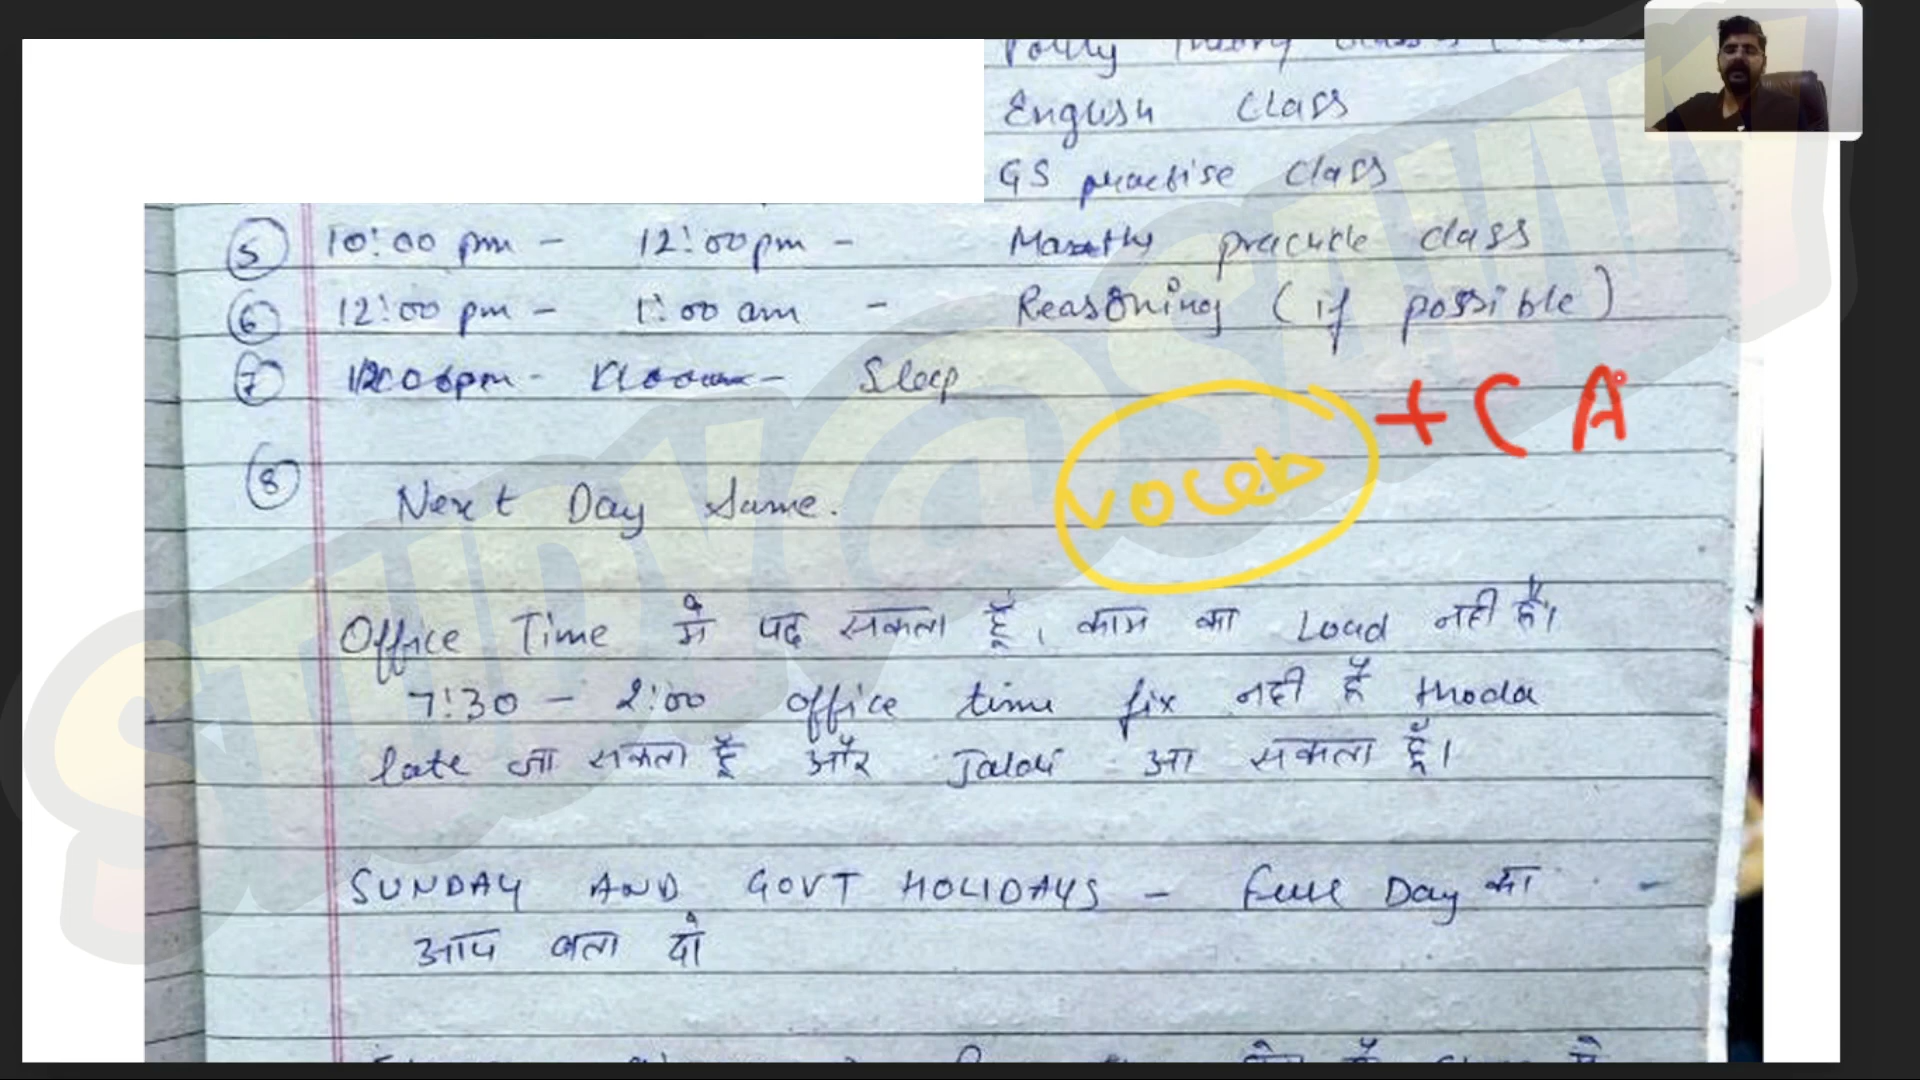 Polity Theory
English Class
GS practise class
5 10:00 pm - 12:00pm - Maths practice class
6 12:00 pm - 1:00 am - Reasoning (if possible)
7 Sleep
+ C A
vocab
8 Next Day Same.
Office Time में पढ़ सकता हूँ, काम का Load नहीं है।
7:30 - 2:00 office time fix नहीं है thoda
late जा सकता हूँ और Jaldi आ सकता हूँ।
SUNDAY AND GOVT HOLIDAYS - Full Day का -
आप बता दो